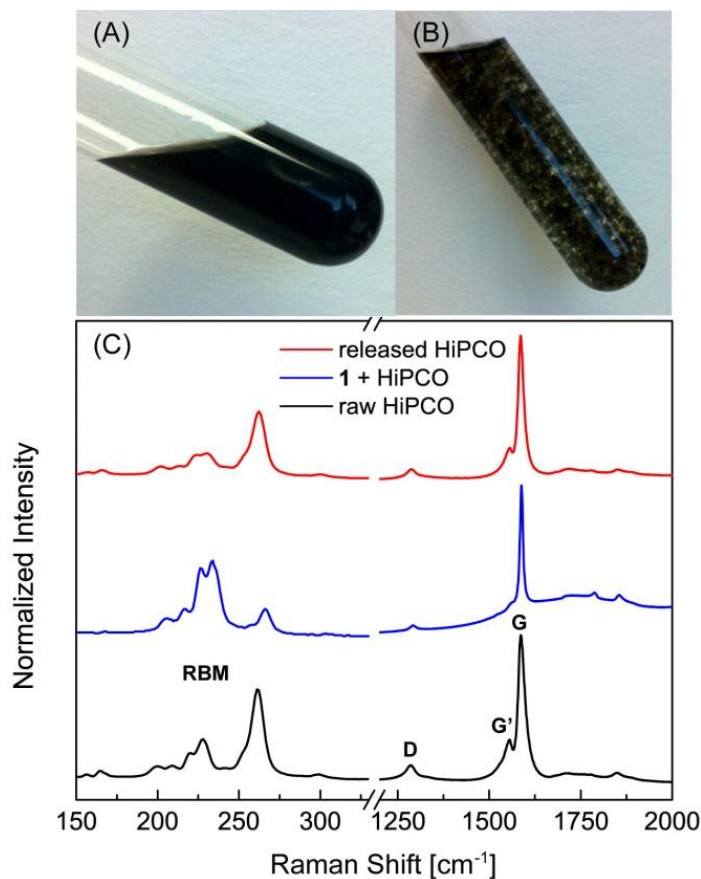 (A)
(B)
(C)
released HiPCO
1 + HiPCO
raw HiPCO
Normalized Intensity
RBM
G
G’
D
150 200 250 300 1250 1500 1750 2000
Raman Shift [cm-1]